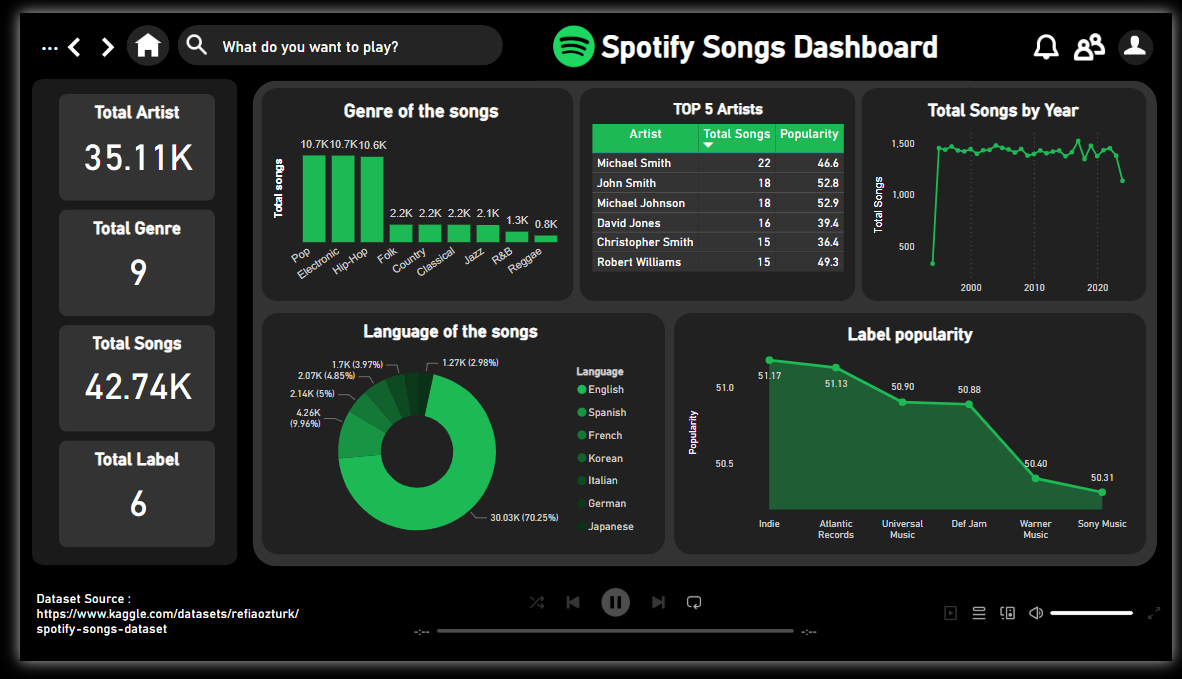 ...
What do you want to play?
Spotify Songs Dashboard
Total Artist
35.11K
Total Genre
9
Total Songs
42.74K
Total Label
6
Genre of the songs
Total songs
10.7K 10.7K 10.6K
2.2K 2.2K 2.2K 2.1K 1.3K 0.8K
Pop Electronic Hip-Hop Folk Country Classical Jazz R&B Reggae
TOP 5 Artists
Artist Total Songs Popularity
Michael Smith 22 46.6
John Smith 18 52.8
Michael Johnson 18 52.9
David Jones 16 39.4
Christopher Smith 15 36.4
Robert Williams 15 49.3
Total Songs by Year
Total Songs
1,500
1,000
500
2000 2010 2020
Language of the songs
1.27K (2.98%)
1.7K (3.97%)
2.07K (4.85%)
2.14K (5%)
4.26K
(9.96%)
30.03K (70.25%)
Language
English
Spanish
French
Korean
Italian
German
Japanese
Label popularity
Popularity
51.0
50.5
51.17 51.13 50.90 50.88 50.40 50.31
Indie
Atlantic
Records
Universal
Music
Def Jam
Warner
Music
Sony Music
Dataset Source :
https://www.kaggle.com/datasets/refiaozturk/
spotify-songs-dataset
-:-- -:--